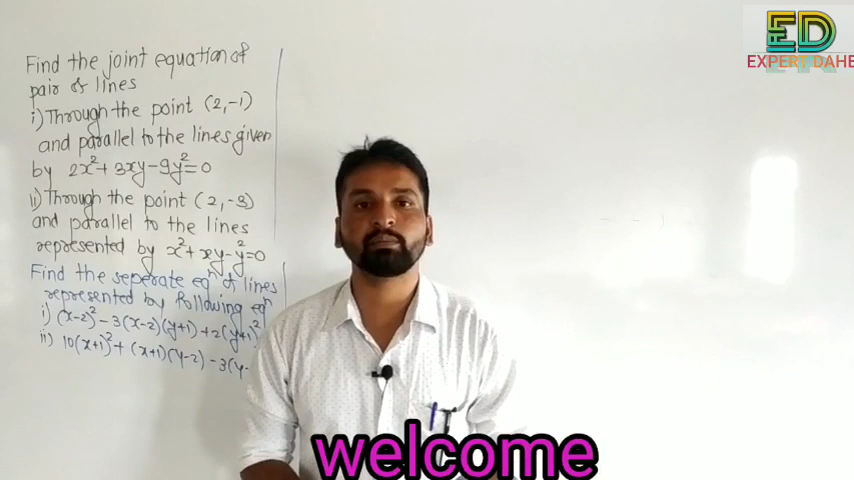 Find the joint equation of
pair of lines
i) Through the point (2,-1)
and parallel to the lines given
by 2x²+3xy-9y²=0
ii) Through the point (2,-3)
and parallel to the lines
represented by x²+xy-y²=0
Find the seperate eqⁿ of lines
represented by following eqⁿ
i) (x-2)²-3(x-2)(y+1)+2(y+1)²
ii) 10(x+1)²+(x+1)(y-2)-3(y-
ED
EXPERT DAHE
welcome